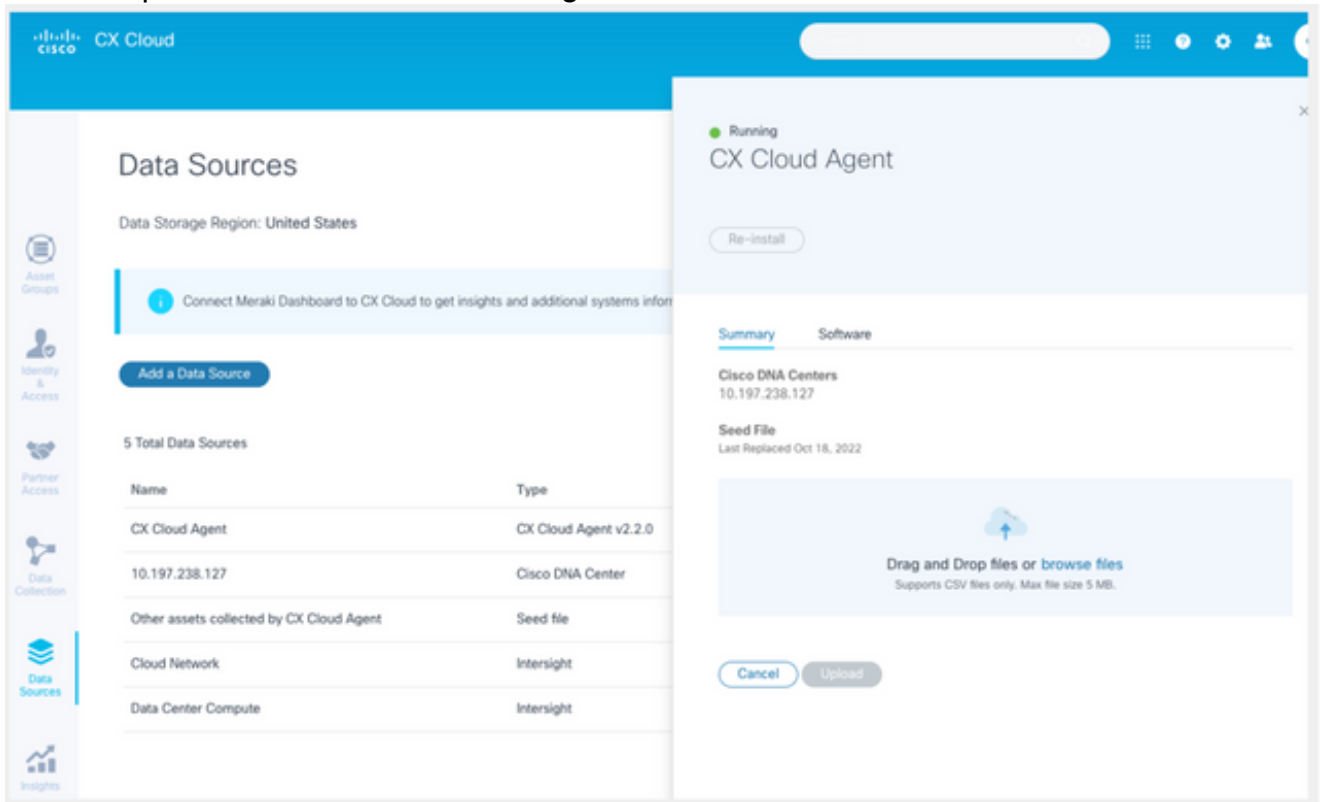 CISCO CX Cloud
Data Sources
Data Storage Region: United States
Connect Meraki Dashboard to CX Cloud to get insights and additional systems infor
Add a Data Source
5 Total Data Sources
Name Type
CX Cloud Agent CX Cloud Agent v2.2.0
10.197.238.127 Cisco DNA Center
Other assets collected by CX Cloud Agent Seed file
Cloud Network Intersight
Data Center Compute Intersight
Asset
Groups
Identity
&
Access
Partner
Access
Data
Collection
Data
Sources
Insights
Running
CX Cloud Agent
Re-install
Summary Software
Cisco DNA Centers
10.197.238.127
Seed File
Last Replaced Oct 18, 2022
Drag and Drop files or browse files
Supports CSV files only. Max file size 5 MB.
Cancel Upload